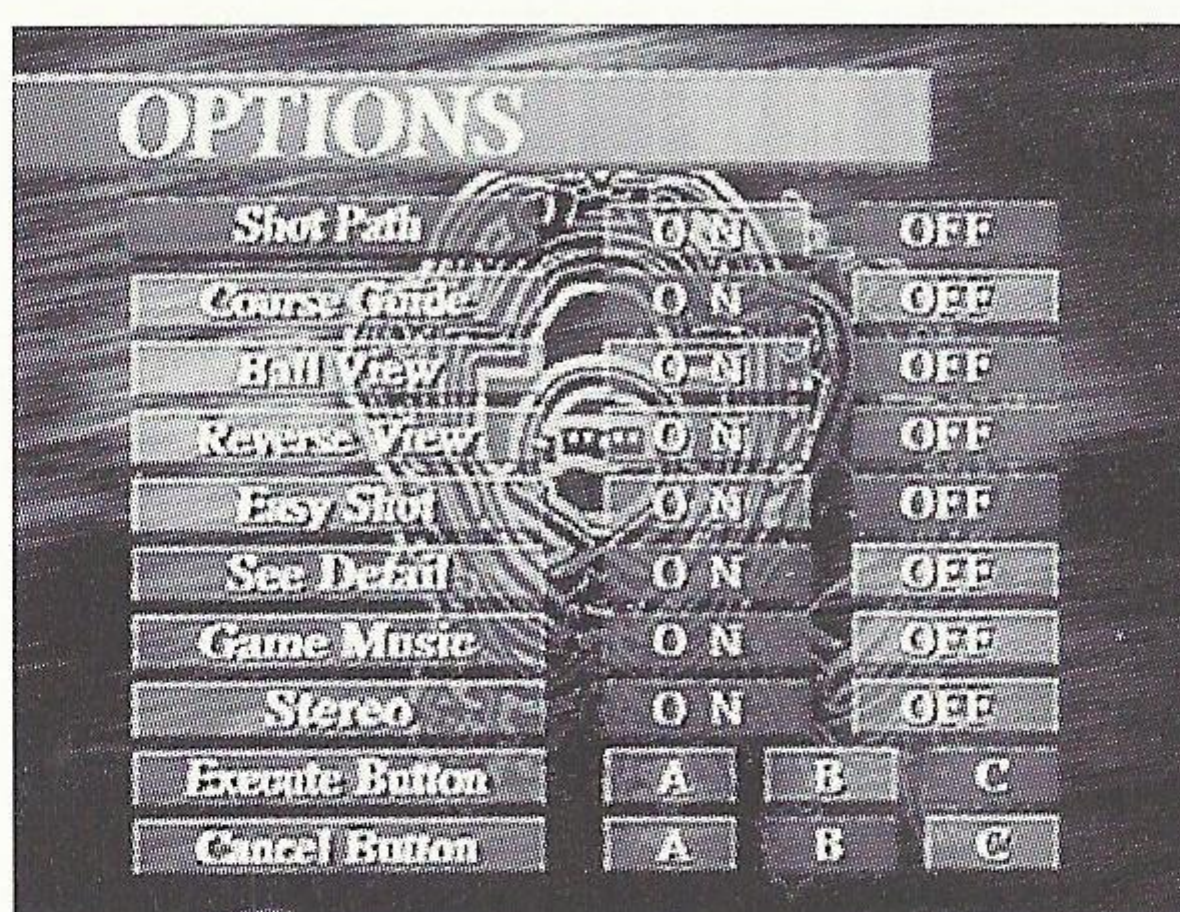 OPTIONS
Shot Path ON OFF
Course Guide ON OFF
Ball View ON OFF
Reverse View ON OFF
Easy Shot ON OFF
See Detail ON OFF
Game Music ON OFF
Stereo ON OFF
Execute Button A B C
Cancel Button A B C